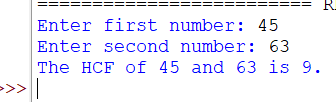 ========================= R
Enter first number: 45
Enter second number: 63
The HCF of 45 and 63 is 9.
>>>